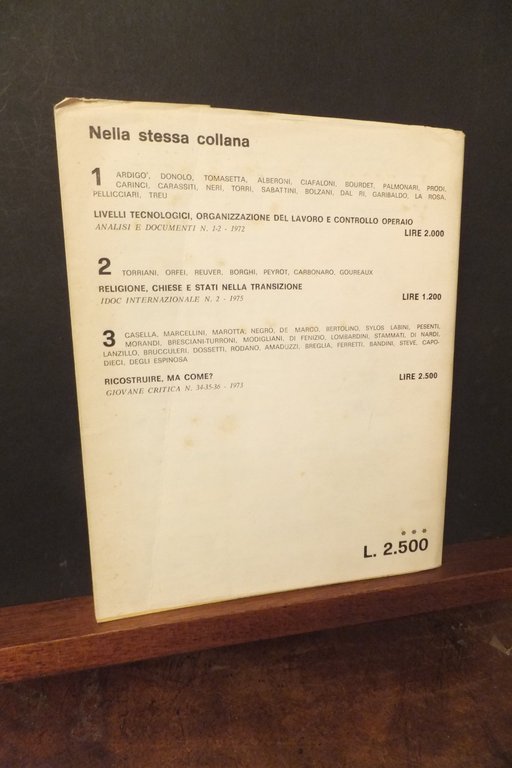 Nella stessa collana
1 ARDIGO', DONOLO, TOMASETTA, ALBERONI, CIAFALONI, BOURDET, PALMONARI, PRODI,
CARINCI, CARASSITI, NERI, TORRI, SABATTINI, BOLZANI, DAL RI, GARIBALDO, LA ROSA,
PELLICCIARI, TREU
LIVELLI TECNOLOGICI, ORGANIZZAZIONE DEL LAVORO E CONTROLLO OPERAIO
ANALISI E DOCUMENTI N. 1-2 - 1972 LIRE 2.000
2 TORRIANI, ORFEI, REUVER, BORGHI, PEYROT, CARBONARO, GOUREAUX
RELIGIONE, CHIESE E STATI NELLA TRANSIZIONE
IDOC INTERNAZIONALE N. 2 - 1975 LIRE 1.200
3 CASELLA, MARCELLINI, MAROTTA, NEGRO, DE MARCO, BERTOLINO, SYLOS LABINI, PESENTI,
MORANDI, BRESCIANI-TURRONI, MODIGLIANI, DI FENIZIO, LOMBARDINI, STAMMATI, DI NARDI,
LANZILLO, BRUCCULERI, DOSSETTI, RODANO, AMADUZZI, BREGLIA, FERRETTI, BANDINI, STEVE, CAPO-
DIECI, DEGLI ESPINOSA
RICOSTRUIRE, MA COME? LIRE 2.500
GIOVANE CRITICA N. 34-35-36 - 1973
L. 2.500